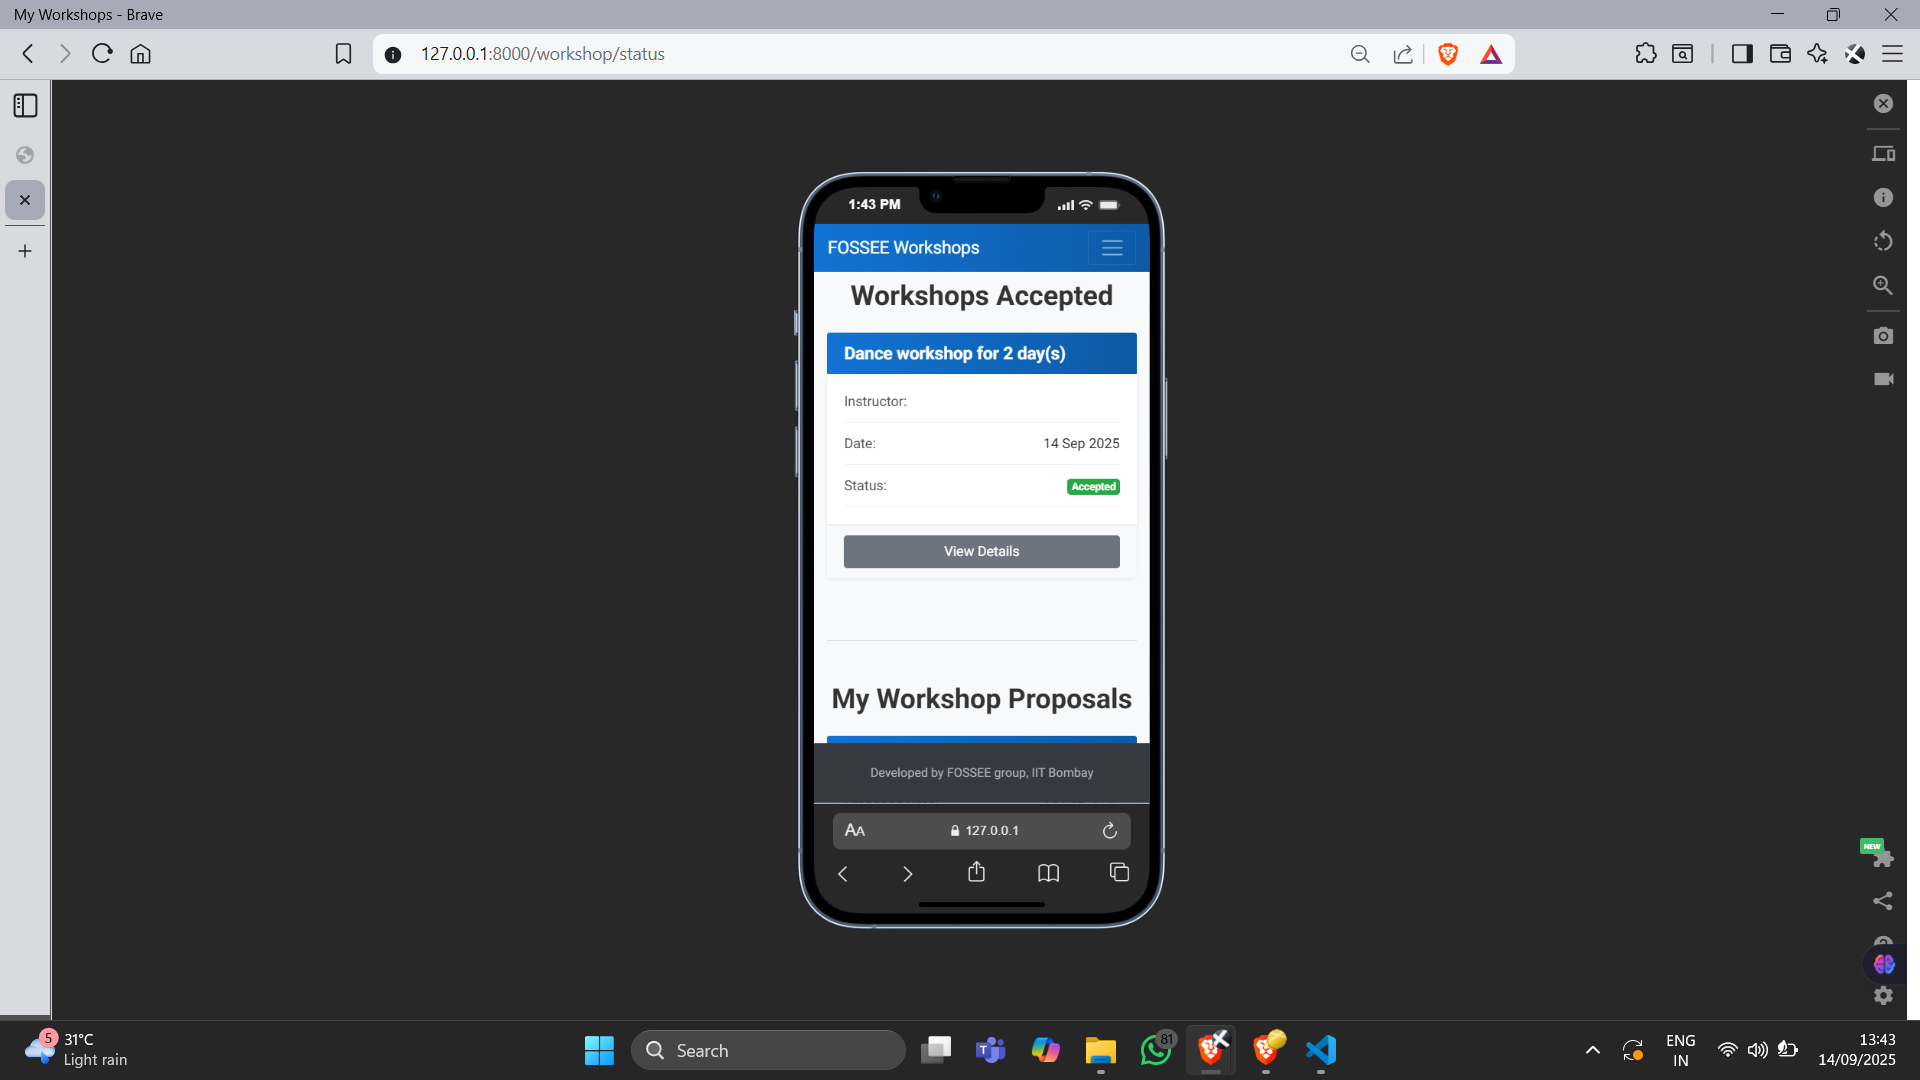 My Workshops - Brave
127.0.0.1:8000/workshop/status
1:43 PM
FOSSEE Workshops
Workshops Accepted
Dance workshop for 2 day(s)
Instructor:
Date: 14 Sep 2025
Status: Accepted
View Details
My Workshop Proposals
Developed by FOSSEE group, IIT Bombay
AA 127.0.0.1
NEW
5 31°C
Light rain
Search
81
ENG
IN
13:43
14/09/2025